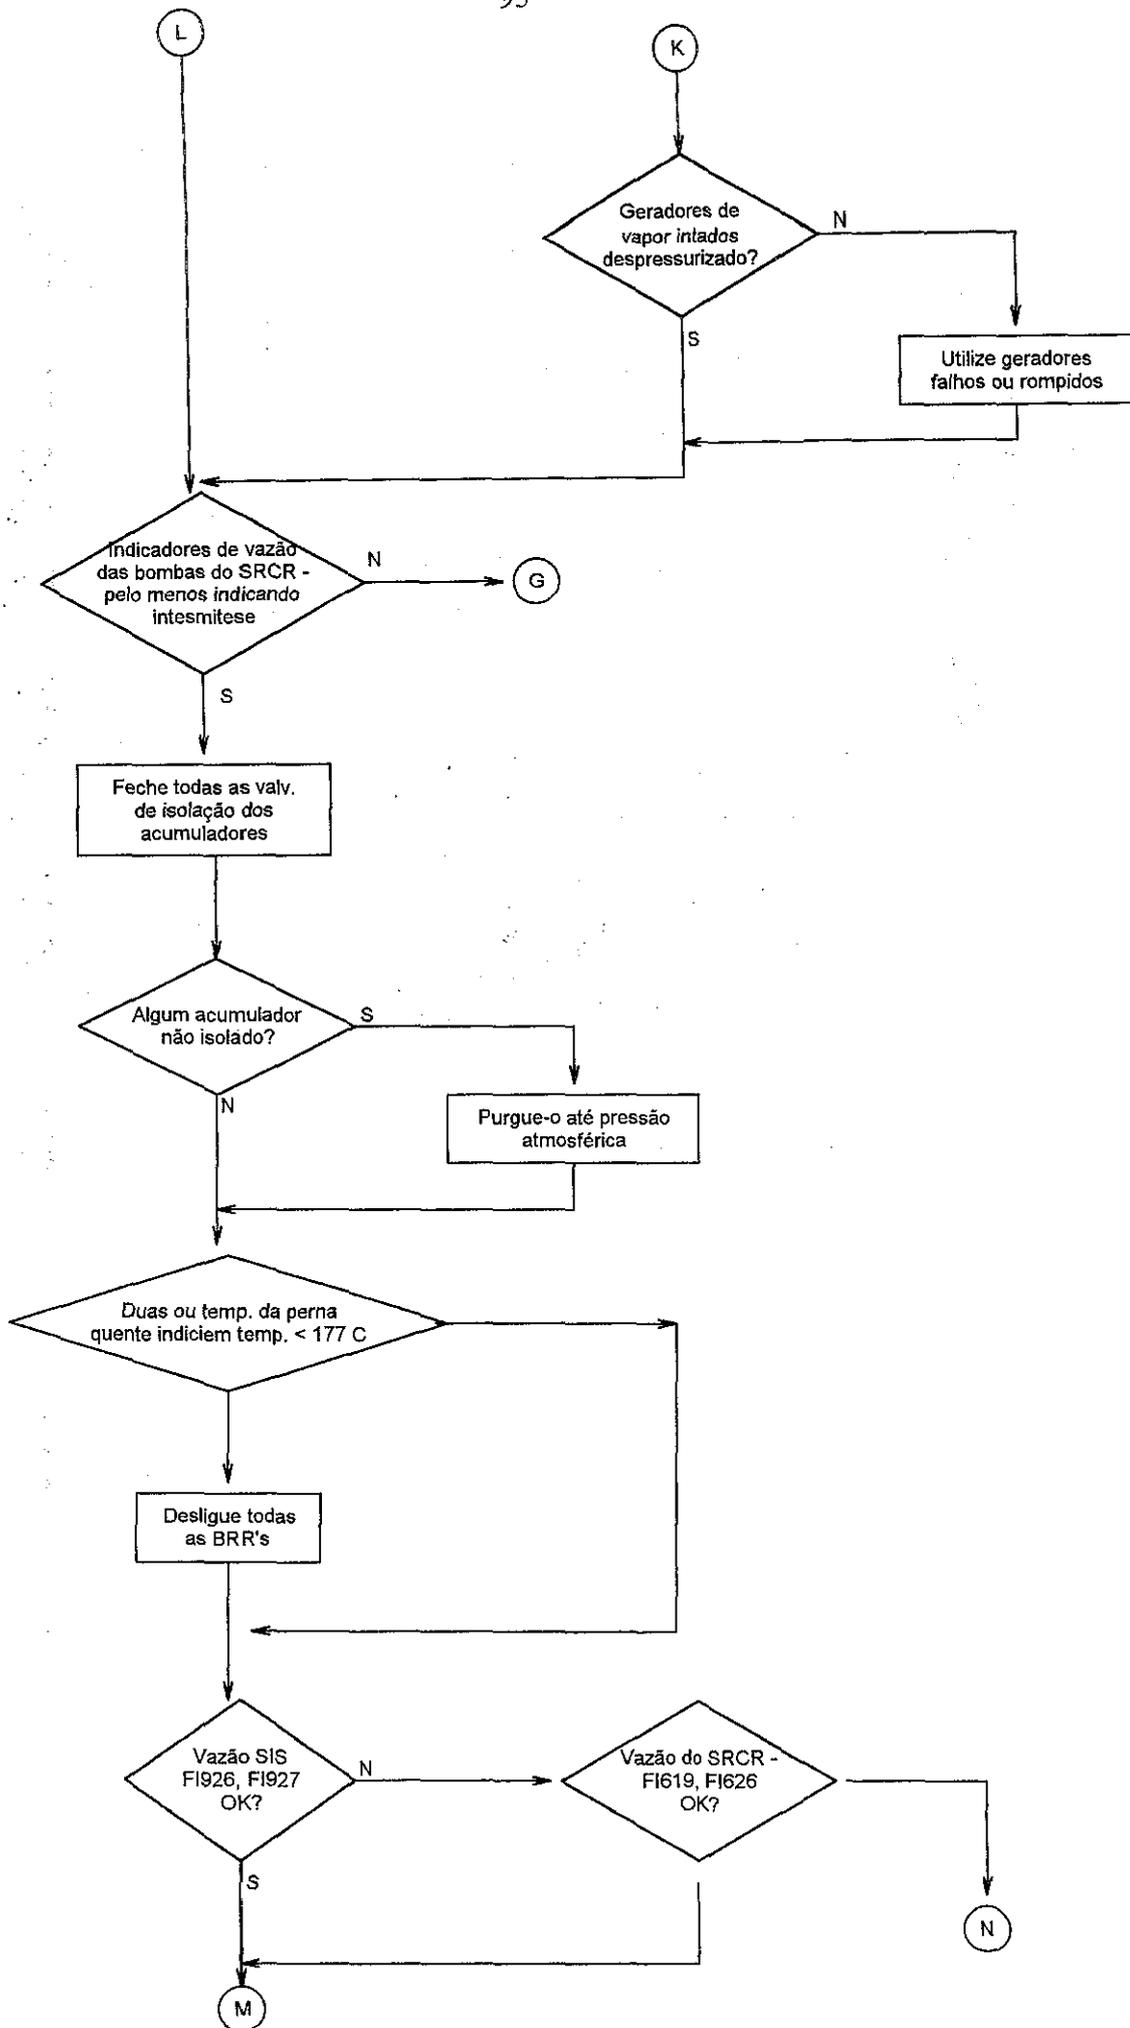 L
K
Geradores de
vapor intados
despressurizado?
N
S
Utilize geradores
falhos ou rompidos
Indicadores de vazão
das bombas do SRCR -
pelo menos indicando
intesmitese
N
G
S
Feche todas as valv.
de isolação dos
acumuladores
Algum acumulador
não isolado?
S
N
Purgue-o até pressão
atmosférica
Duas ou temp. da perna
quente indiciem temp. < 177 C
Desligue todas
as BRR's
Vazão SIS
FI926, FI927
OK?
N
Vazão do SRCR -
FI619, FI626
OK?
S
N
M